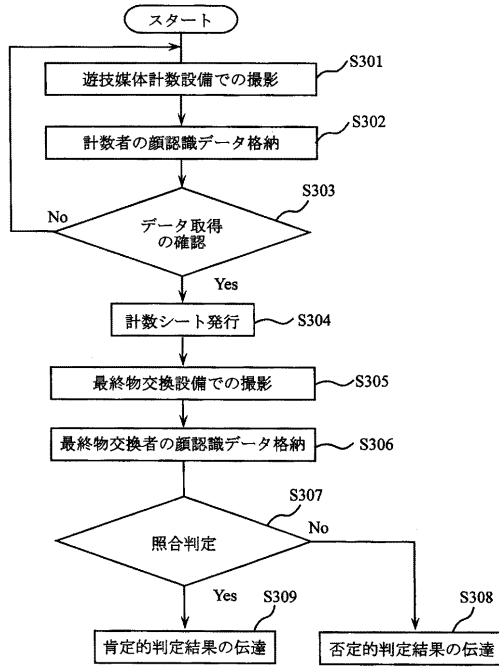 スタート
遊技媒体計数設備での撮影
S301
計数者の顔認識データ格納
S302
データ取得
の確認
S303
No
Yes
計数シート発行
S304
最終物交換設備での撮影
S305
最終物交換者の顔認識データ格納
S306
照合判定
S307
No
Yes
肯定的判定結果の伝達
S309
否定的判定結果の伝達
S308